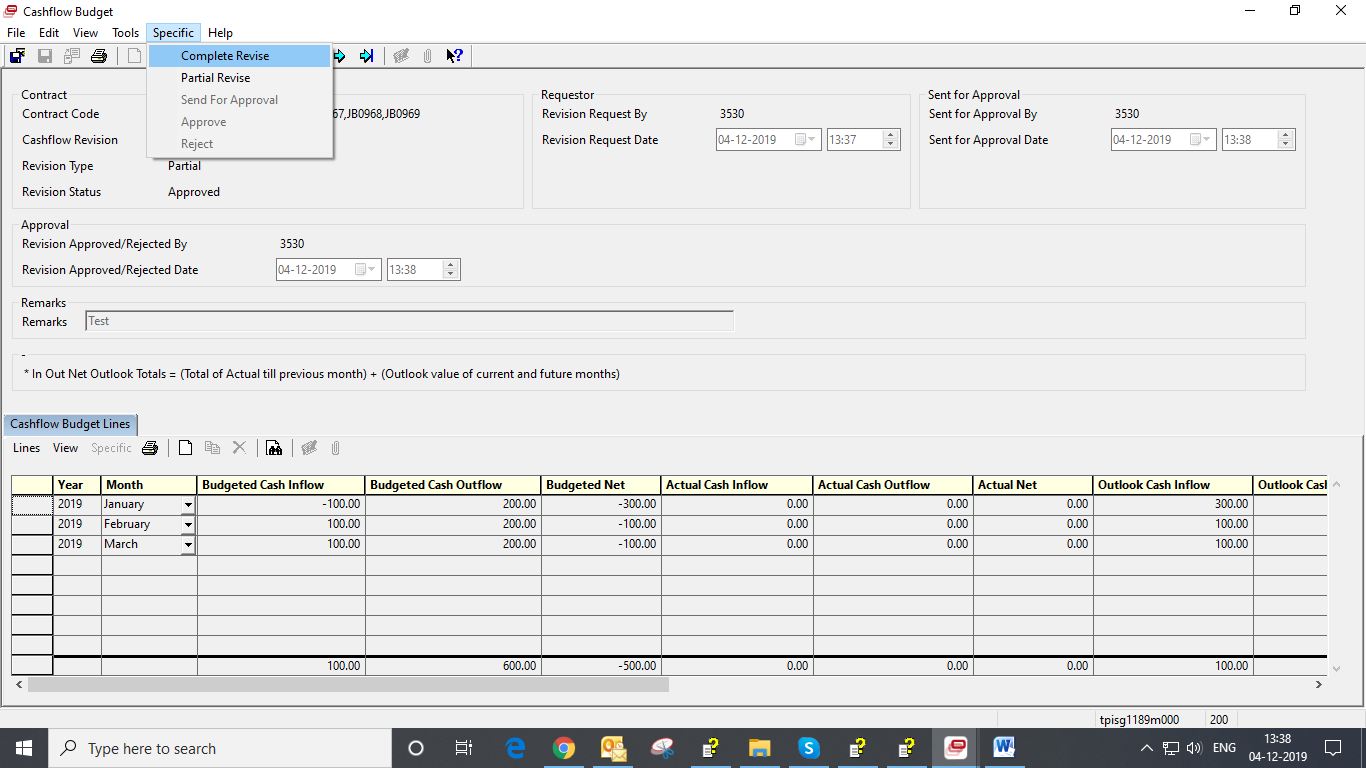 Cashflow Budget
File Edit View Tools Specific Help
Complete Revise
Partial Revise
Send For Approval
Approve
Reject
Contract
Contract Code 67,JB0968,JB0969
Cashflow Revision
Revision Type Partial
Revision Status Approved
Requestor
Revision Request By 3530
Revision Request Date 04-12-2019 13:37
Sent for Approval
Sent for Approval By 3530
Sent for Approval Date 04-12-2019 13:38
Approval
Revision Approved/Rejected By 3530
Revision Approved/Rejected Date 04-12-2019 13:38
Remarks
Remarks Test
-
* In Out Net Outlook Totals = (Total of Actual till previous month) + (Outlook value of current and future months)
Cashflow Budget Lines
Lines View Specific
Year Month Budgeted Cash Inflow Budgeted Cash Outflow Budgeted Net Actual Cash Inflow Actual Cash Outflow Actual Net Outlook Cash Inflow Outlook Cas
2019 January -100.00 200.00 -300.00 0.00 0.00 0.00 300.00
2019 February 100.00 200.00 -100.00 0.00 0.00 0.00 100.00
2019 March 100.00 200.00 -100.00 0.00 0.00 0.00 100.00
100.00 600.00 -500.00 0.00 0.00 0.00 100.00
tpisg1189m000 200
Type here to search
ENG
13:38
04-12-2019